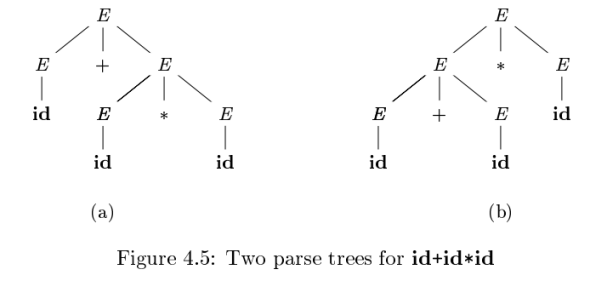 E E
E + E E * E
id E * E E + E id
id id id id
(a) (b)
Figure 4.5: Two parse trees for id+id*id